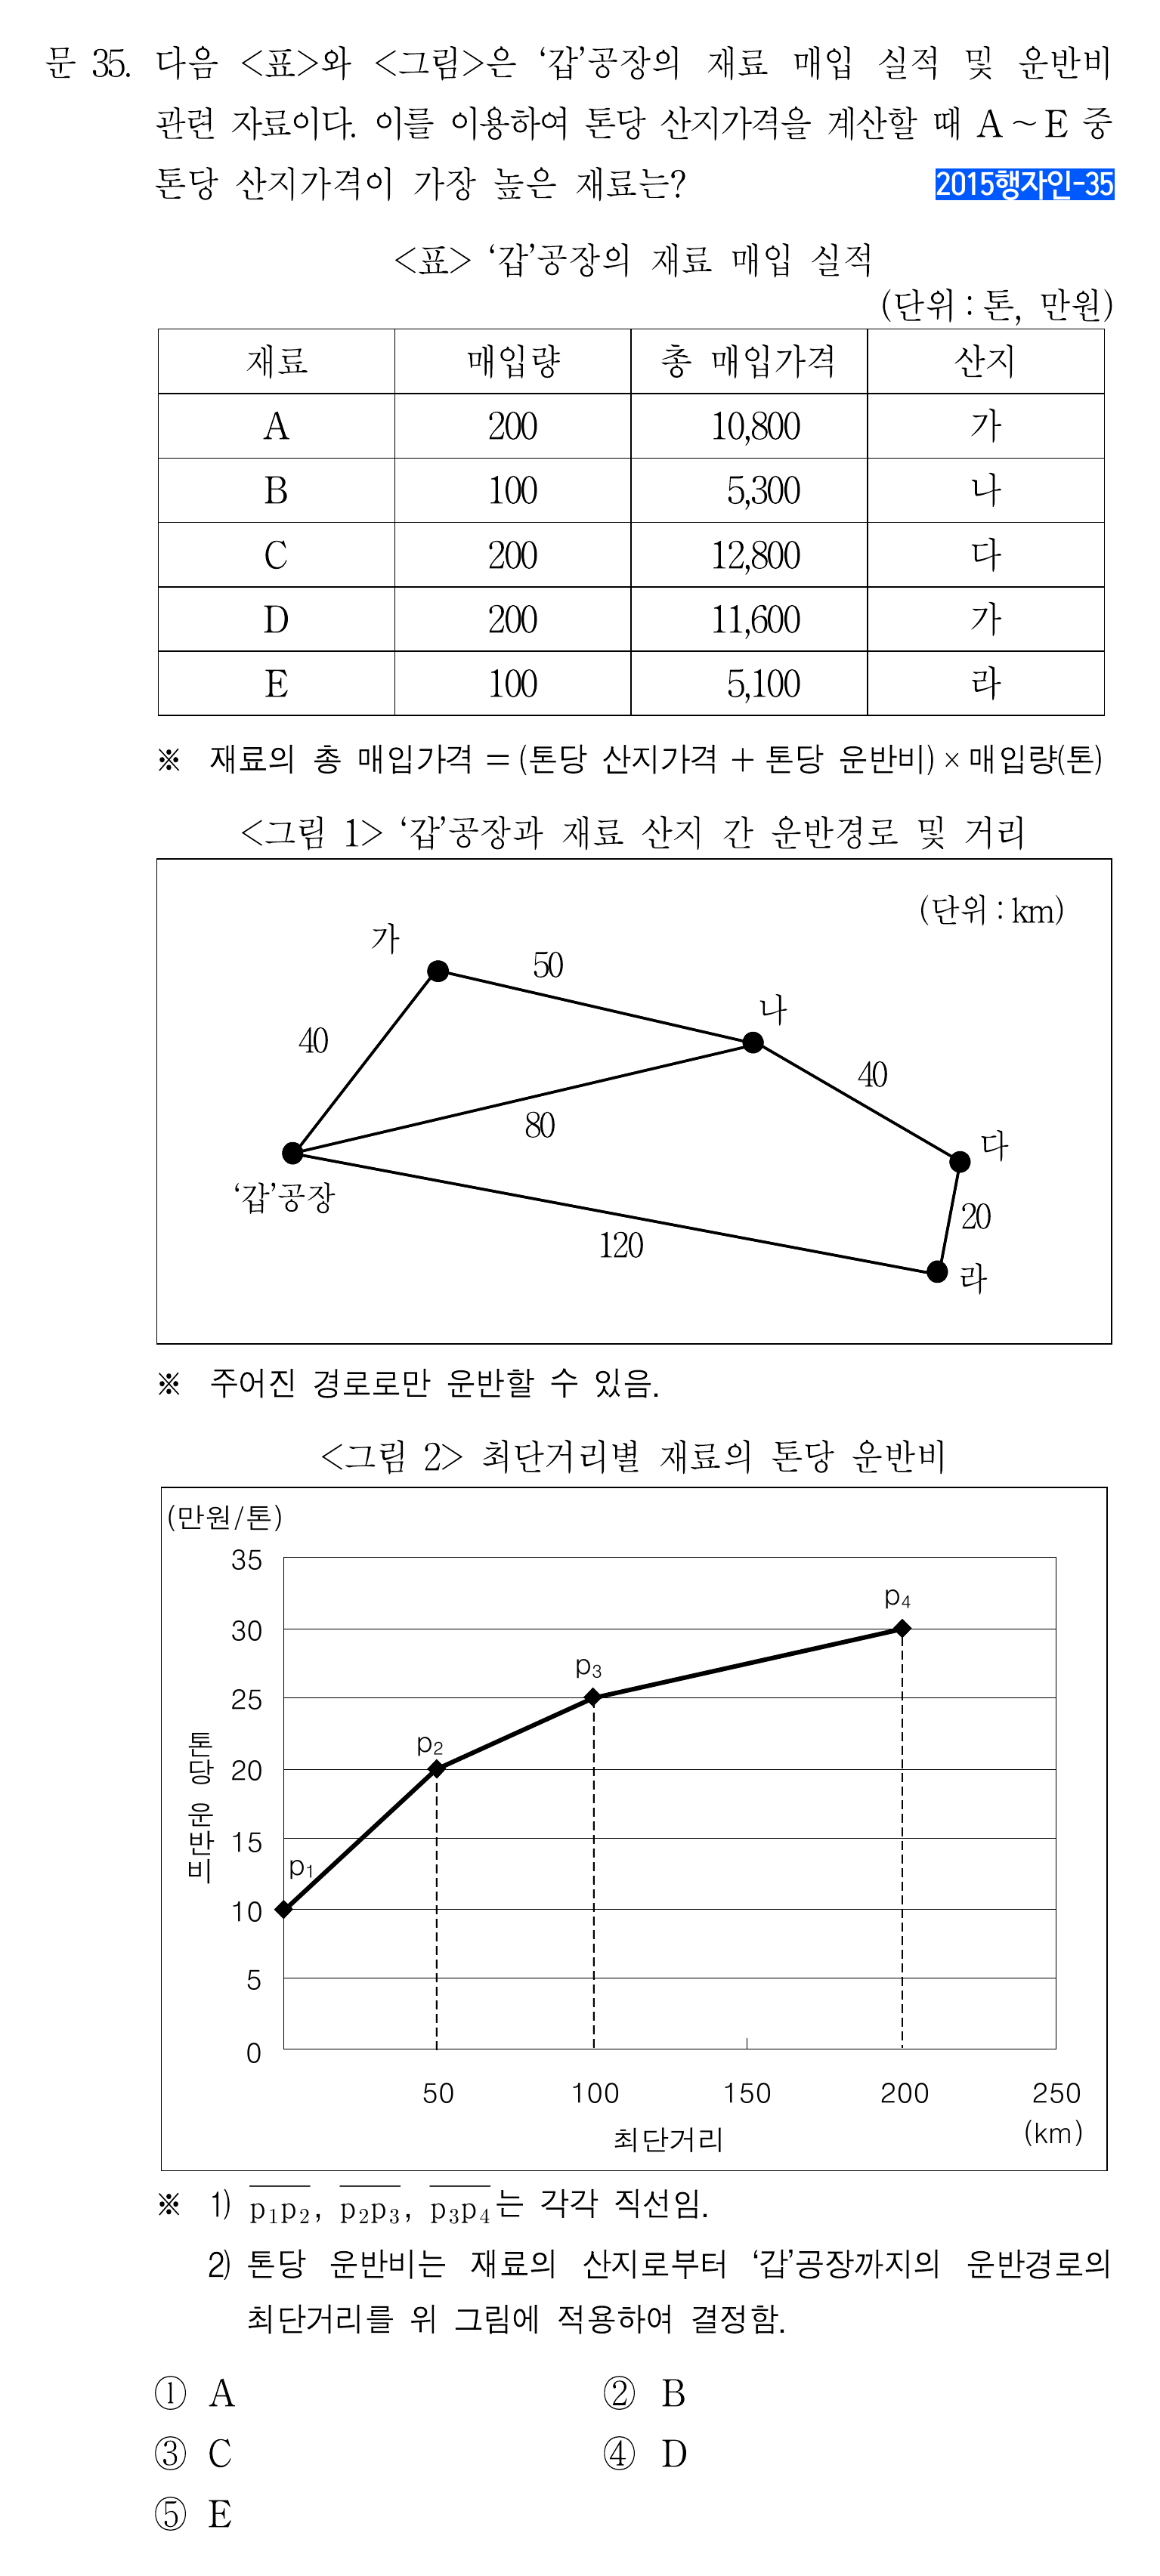 문 35. 다음 <표>와 <그림>은 ‘갑’공장의 재료 매입 실적 및 운반비
관련 자료이다. 이를 이용하여 톤당 산지가격을 계산할 때 A ~ E 중
톤당 산지가격이 가장 높은 재료는?
2015행자인-35
<표> ‘갑’공장의 재료 매입 실적
(단위 : 톤, 만원)
재료 매입량 총 매입가격 산지
A 200 10,800 가
B 100 5,300 나
C 200 12,800 다
D 200 11,600 가
E 100 5,100 라
※ 재료의 총 매입가격 = (톤당 산지가격 + 톤당 운반비) × 매입량(톤)
<그림 1> ‘갑’공장과 재료 산지 간 운반경로 및 거리
(단위 : km)
가
50
나
40
40
80
다
‘갑’공장
20
120
라
※ 주어진 경로로만 운반할 수 있음.
<그림 2> 최단거리별 재료의 톤당 운반비
(만원/톤)
35
p₄
30
p₃
25
p₂
20
톤당 운반비
15
p₁
10
5
0
50 100 150 200 250
(km)
최단거리
※ 1) p₁p₂, p₂p₃, p₃p₄는 각각 직선임.
2) 톤당 운반비는 재료의 산지로부터 ‘갑’공장까지의 운반경로의
최단거리를 위 그림에 적용하여 결정함.
① A ② B
③ C ④ D
⑤ E